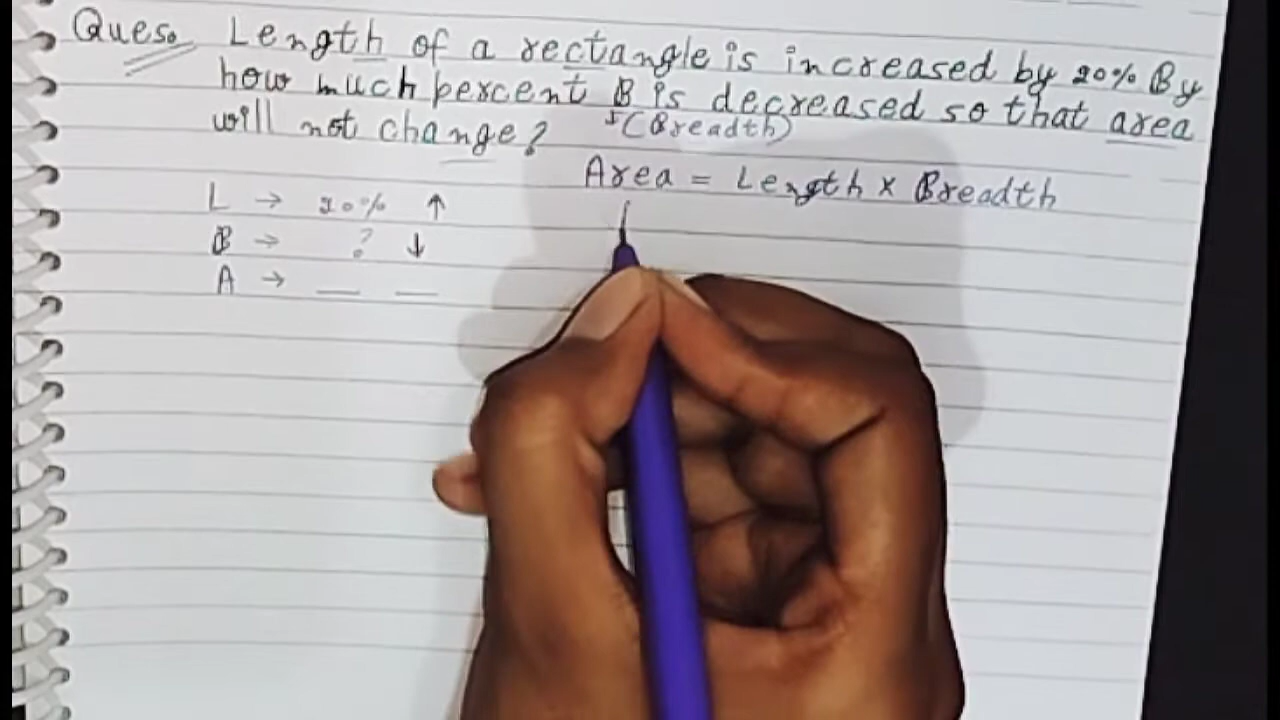 Ques. Length of a rectangle is increased by 20% By
how much percent B is decreased so that area
will not change? (Breadth)
Area = Length × Breadth
L → 20% ↑
B → ? ↓
A → __ __